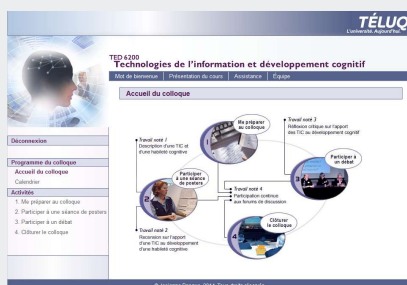 TÉLUQ
L'université. Aujourd'hui.
TED 6200
Technologies de l'information et développement cognitif
Mot de bienvenue
Présentation du cours
Assistance
Équipe
Accueil du colloque
Déconnexion
Programme du colloque
Accueil du colloque
Calendrier
Activités
1. Me préparer au colloque
2. Participer à une séance de posters
3. Participer à un débat
4. Clôturer le colloque
Me préparer
au colloque
1
Travail noté 1
Description d'une TIC et
d'une habileté cognitive
Travail noté 3
Réflexion critique sur l'apport
des TIC au développement cognitif
Participer à
un débat
3
Participer
à une séance
de posters
2
Travail noté 4
Participation continue
aux forums de discussion
Travail noté 2
Recension sur l'apport
d'une TIC au développement
d'une habileté cognitive
Clôturer
le colloque
4